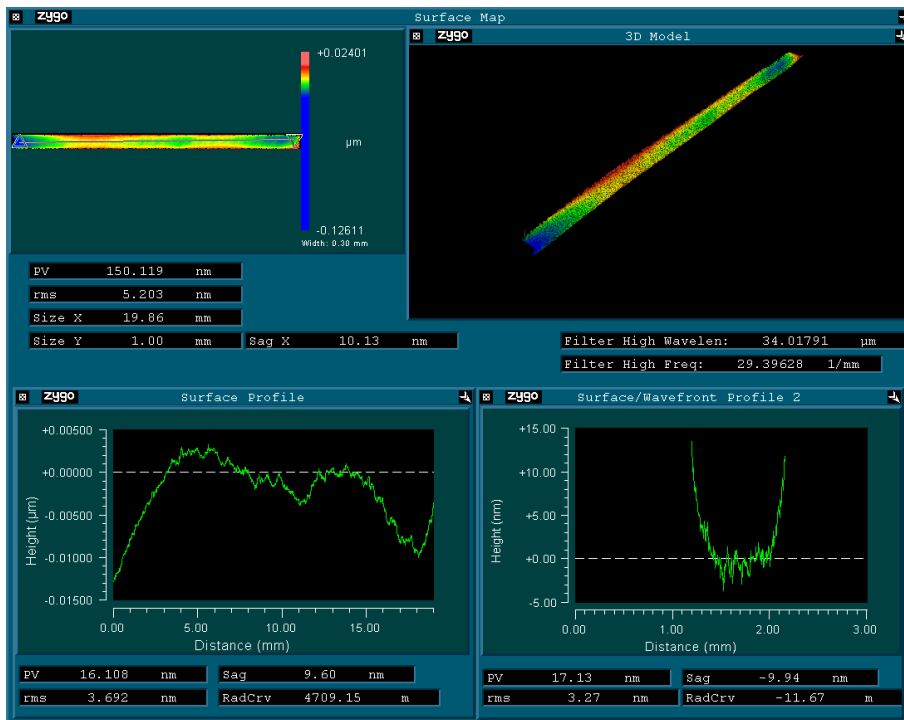 zygo Surface Map
+0.02401
µm
-0.12611
Width: 0.30 mm
zygo 3D Model
PV 150.119 nm
rms 5.203 nm
Size X 19.86 mm
Size Y 1.00 mm
Sag X 10.13 nm
Filter High Wavelen: 34.01791 µm
Filter High Freq: 29.39628 1/mm
zygo Surface Profile
+0.00500
+0.00000
-0.00500
-0.01000
-0.01500
Height (µm)
0.00 5.00 10.00 15.00
Distance (mm)
PV 16.108 nm
Sag 9.60 nm
rms 3.692 nm
RadCrv 4709.15 m
zygo Surface/Wavefront Profile 2
+15.00
+10.00
+5.00
+0.00
-5.00
Height (nm)
0.00 1.00 2.00 3.00
Distance (mm)
PV 17.13 nm
Sag -9.94 nm
rms 3.27 nm
RadCrv -11.67 m